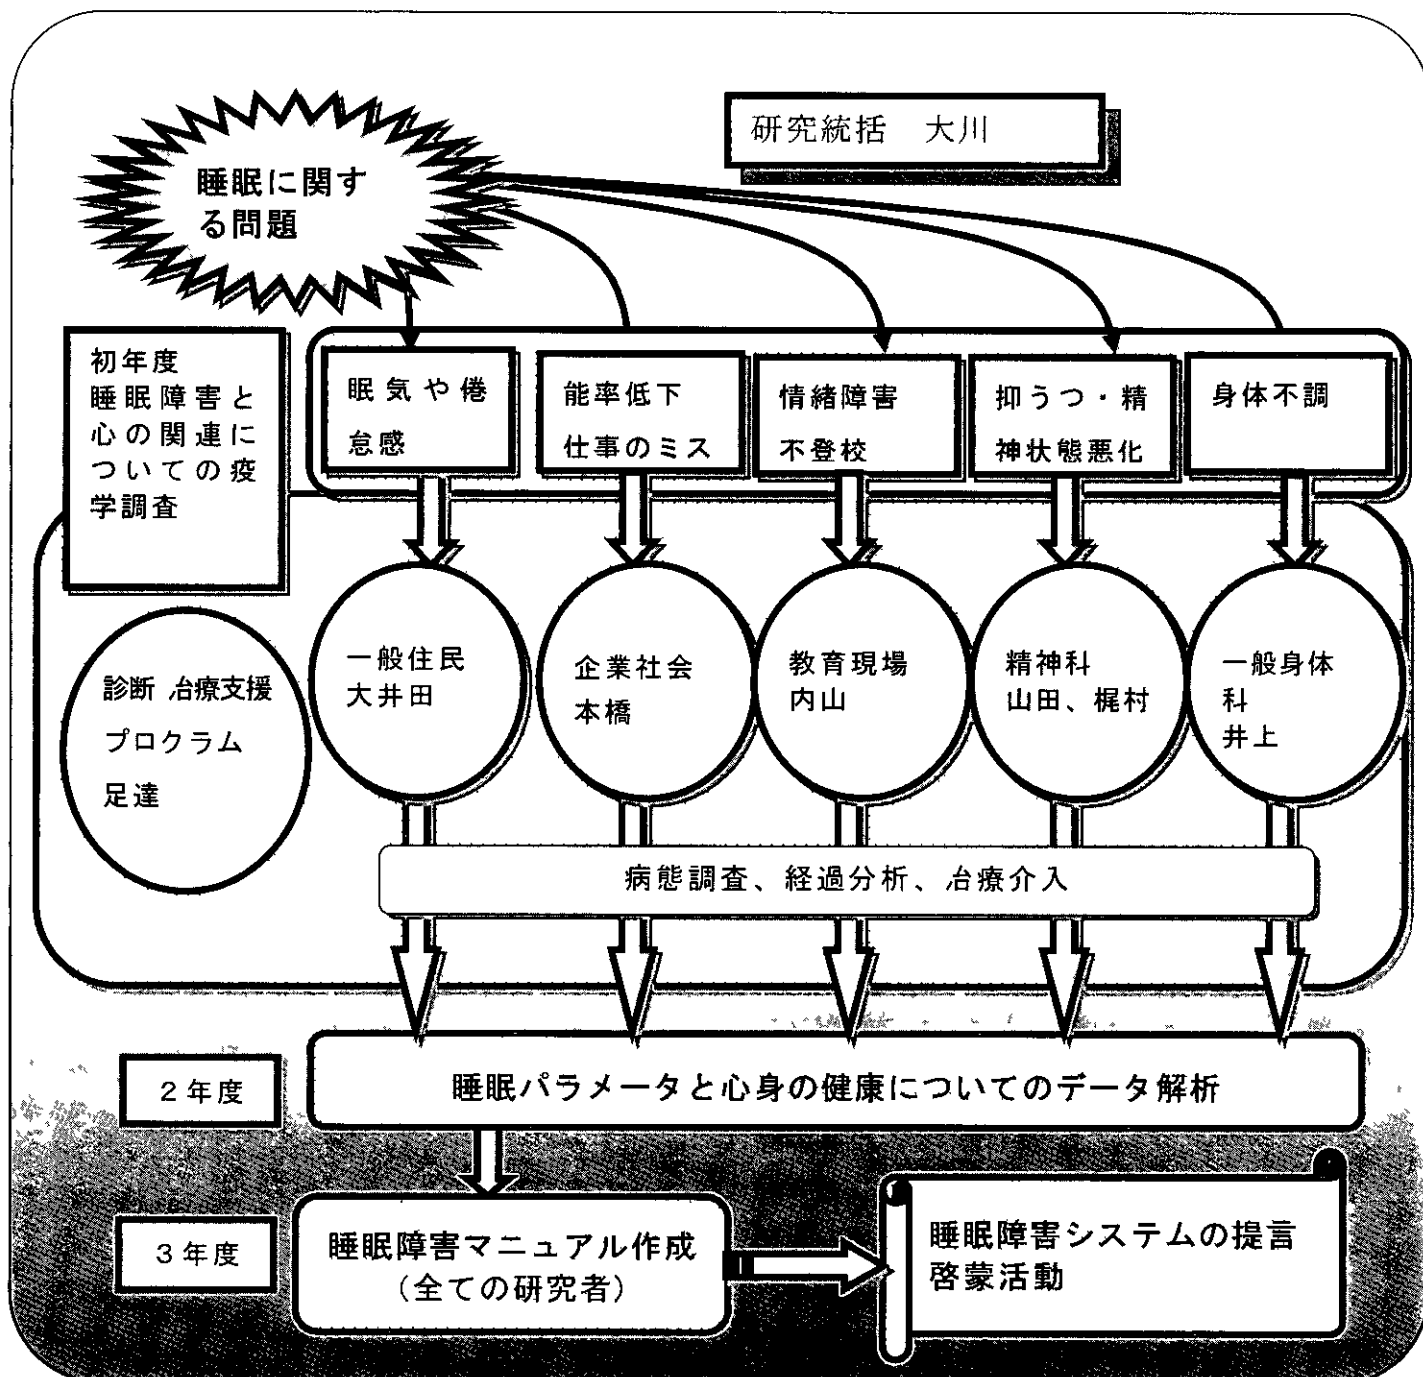 研究統括　大川
睡眠に関す
る問題
初年度
睡眠障害と
心の関連に
ついての疫
学調査
眠気や倦
怠感
能率低下
仕事のミス
情緒障害
不登校
抑うつ・精
神状態悪化
身体不調
診断 治療支援
プロクラム
足達
一般住民
大井田
企業社会
本橋
教育現場
内山
精神科
山田、梶村
一般身体
科
井上
病態調査、経過分析、治療介入
2年度
睡眠パラメータと心身の健康についてのデータ解析
3年度
睡眠障害マニュアル作成
（全ての研究者）
睡眠障害システムの提言
啓蒙活動